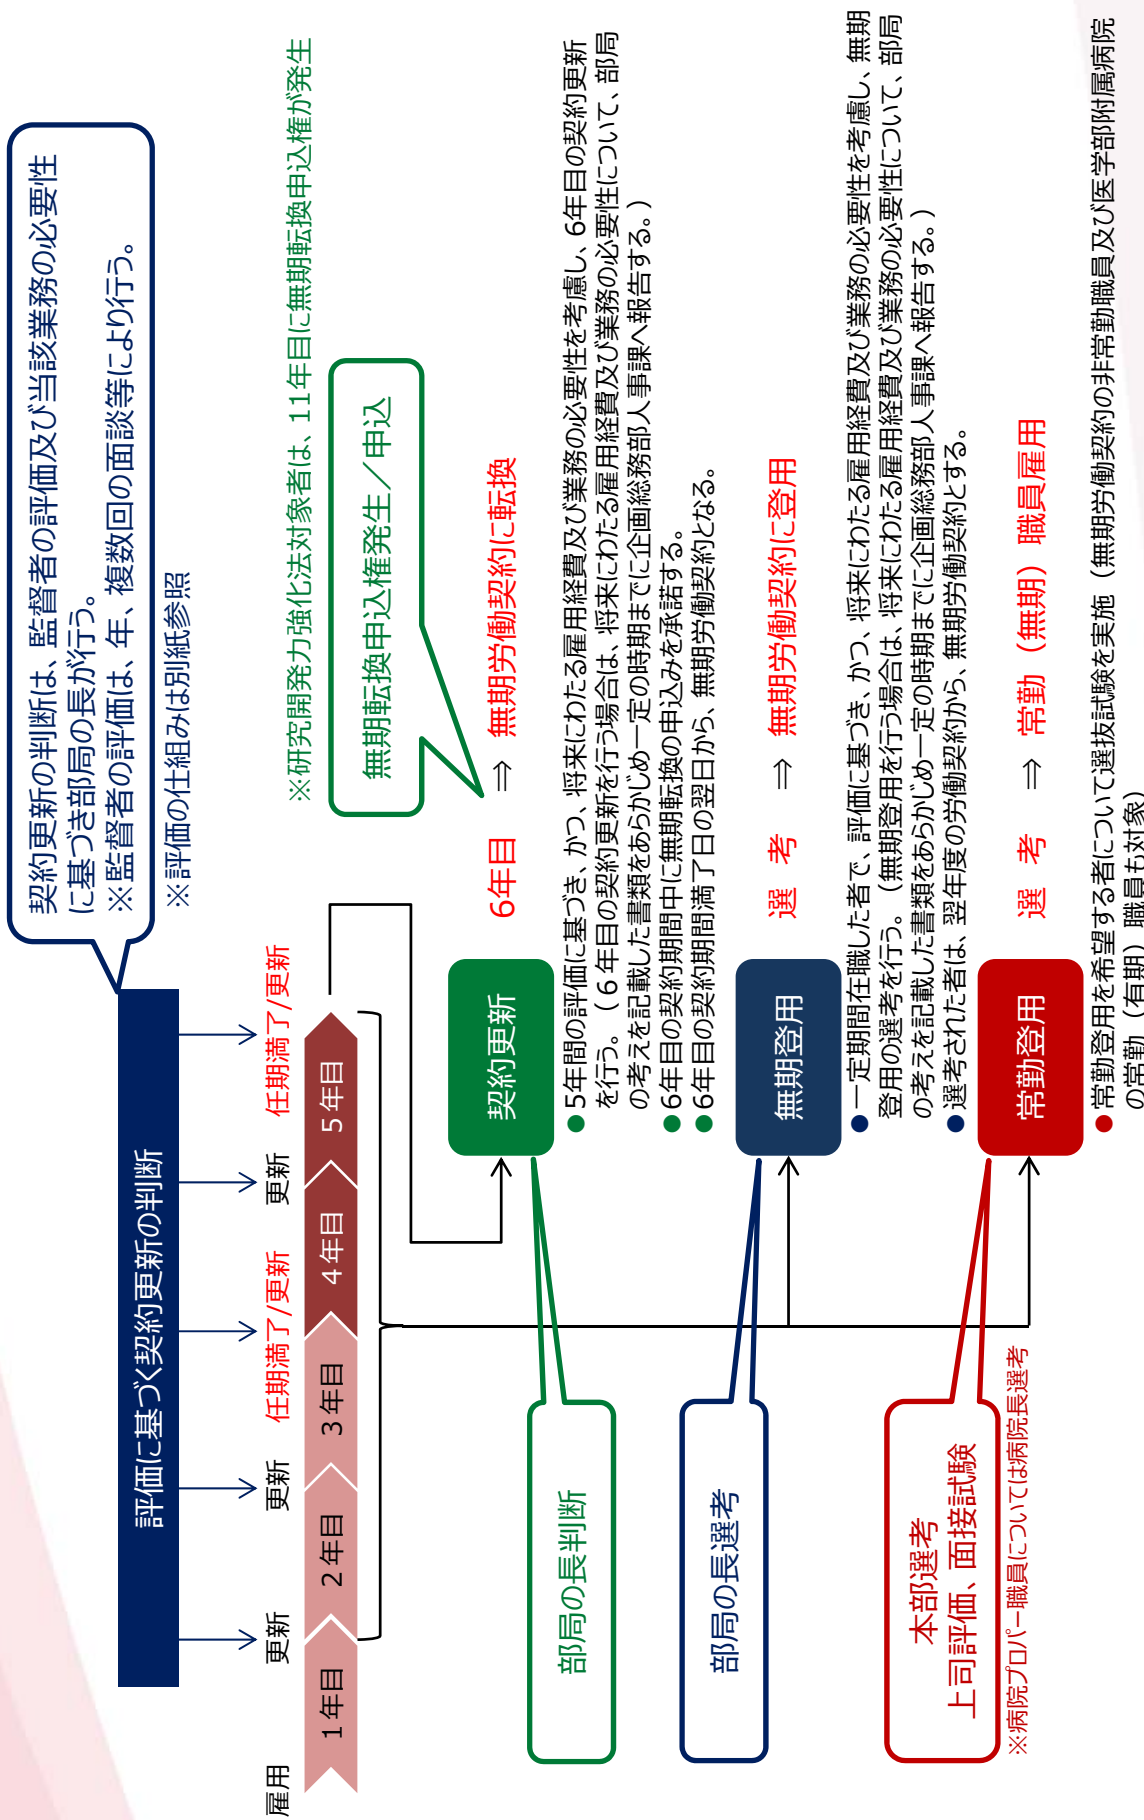 契約更新の判断は、監督者の評価及び当該業務の必要性
に基づき部局の長が行う。
※監督者の評価は、年、複数回の面談等により行う。
※評価の仕組みは別紙参照
評価に基づく契約更新の判断
雇用
更新
更新
任期満了/更新
更新
任期満了/更新
1年目
2年目
3年目
4年目
5年目
※研究開発力強化法対象者は、11年目に無期転換申込権が発生
無期転換申込権発生/申込
部局の長判断
契約更新
6年目 ⇒ 無期労働契約に転換
●5年間の評価に基づき、かつ、将来にわたる雇用経費及び業務の必要性を考慮し、6年目の契約更新
を行う。（6年目の契約更新を行う場合は、将来にわたる雇用経費及び業務の必要性について、部局
の考えを記載した書類をあらかじめ一定の時期までに企画総務部人事課へ報告する。）
●6年目の契約期間中に無期転換の申込みを承諾する。
●6年目の契約期間満了日の翌日から、無期労働契約となる。
部局の長選考
無期登用
選 考 ⇒ 無期労働契約に登用
●一定期間在職した者で、評価に基づき、かつ、将来にわたる雇用経費及び業務の必要性を考慮し、無期
登用の選考を行う。（無期登用を行う場合は、将来にわたる雇用経費及び業務の必要性について、部局
の考えを記載した書類をあらかじめ一定の時期までに企画総務部人事課へ報告する。）
●選考された者は、翌年度の労働契約から、無期労働契約とする。
本部選考
上司評価、面接試験
※病院プロパー職員については病院長選考
常勤登用
選 考 ⇒ 常勤（無期）職員雇用
●常勤登用を希望する者について選抜試験を実施（無期労働契約の非常勤職員及び医学部附属病院
の常勤（有期）職員も対象）